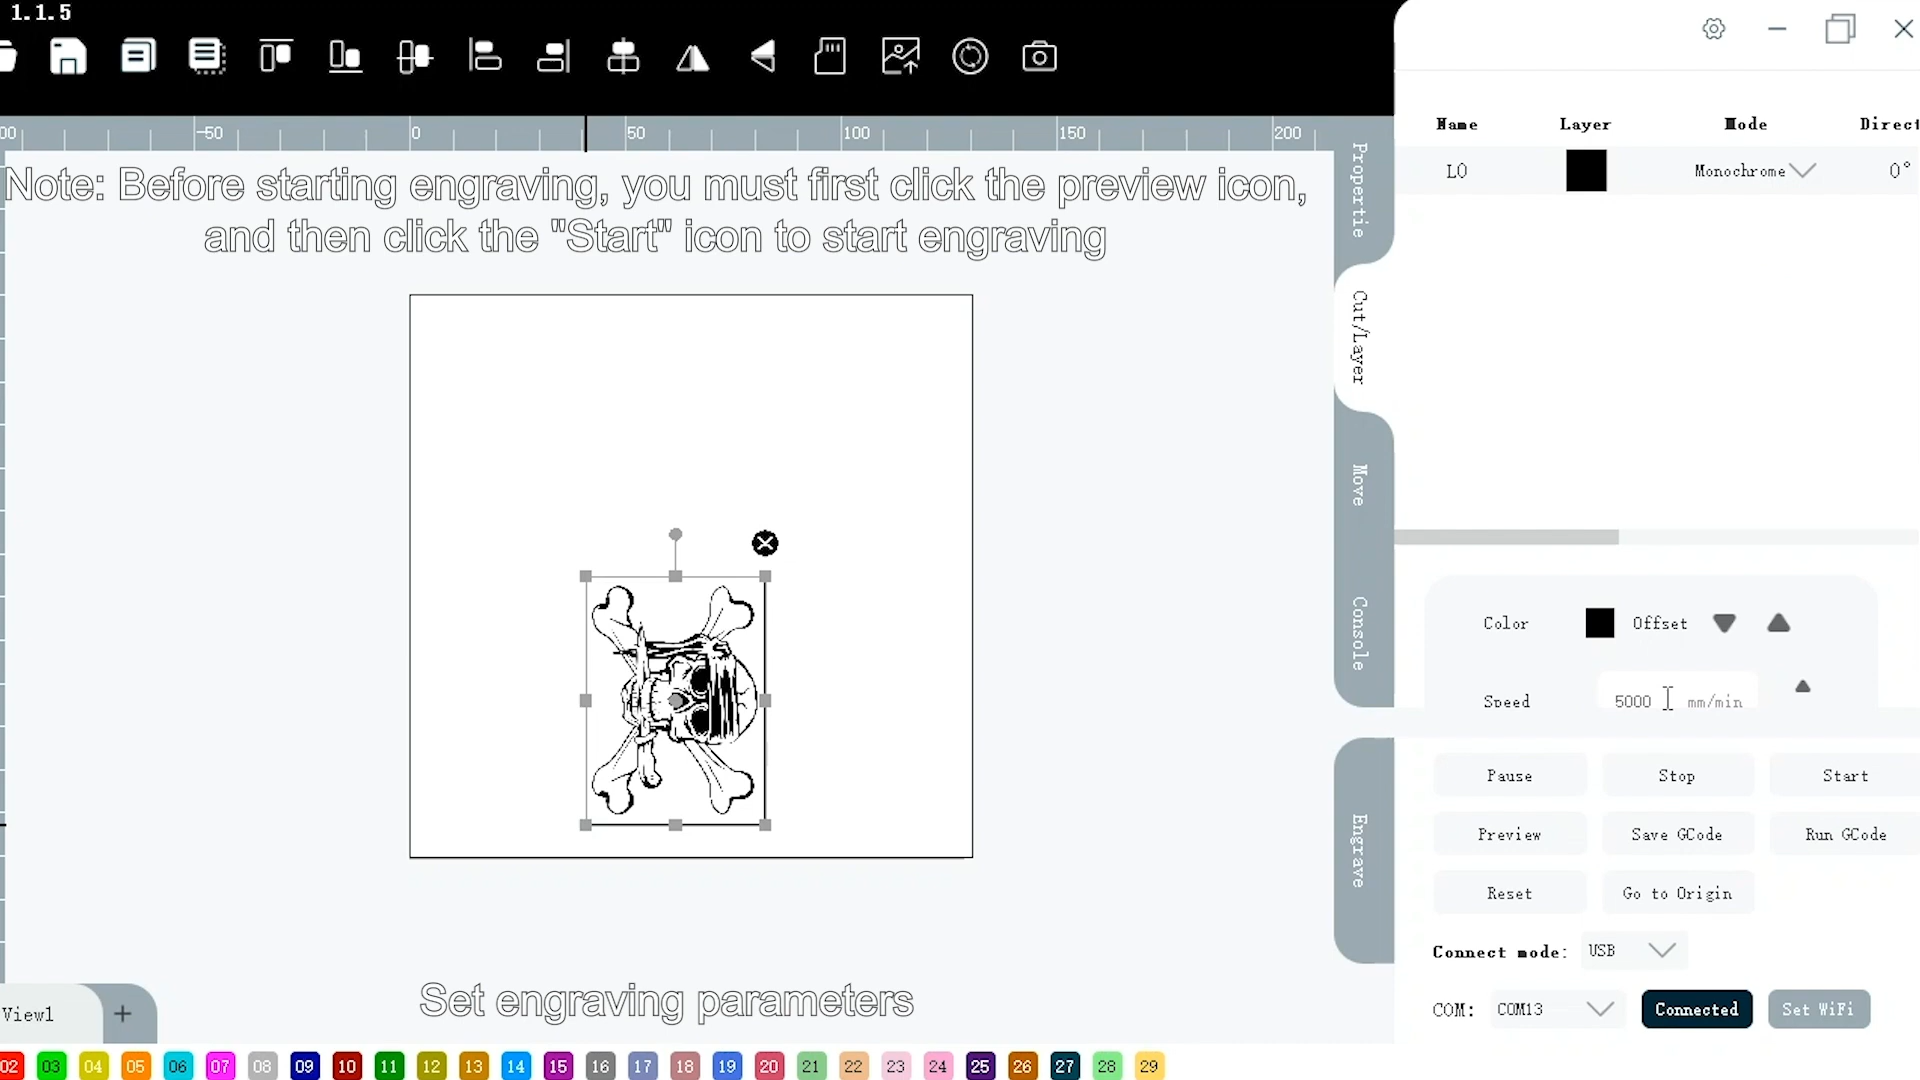 1.1.5
00 -50 0 50 100 150 200
Note: Before starting engraving, you must first click the preview icon,
and then click the "Start" icon to start engraving
Propertie
Cut/Layer
Move
Console
Engrave
Name Layer Mode Direct
L0 Monochrome 0°
Color Offset
Speed 5000 mm/min
Pause Stop Start
Preview Save GCode Run GCode
Reset Go to Origin
Connect mode: USB
COM: COM13 Connected Set WiFi
Set engraving parameters
View1 +
02 03 04 05 06 07 08 09 10 11 12 13 14 15 16 17 18 19 20 21 22 23 24 25 26 27 28 29